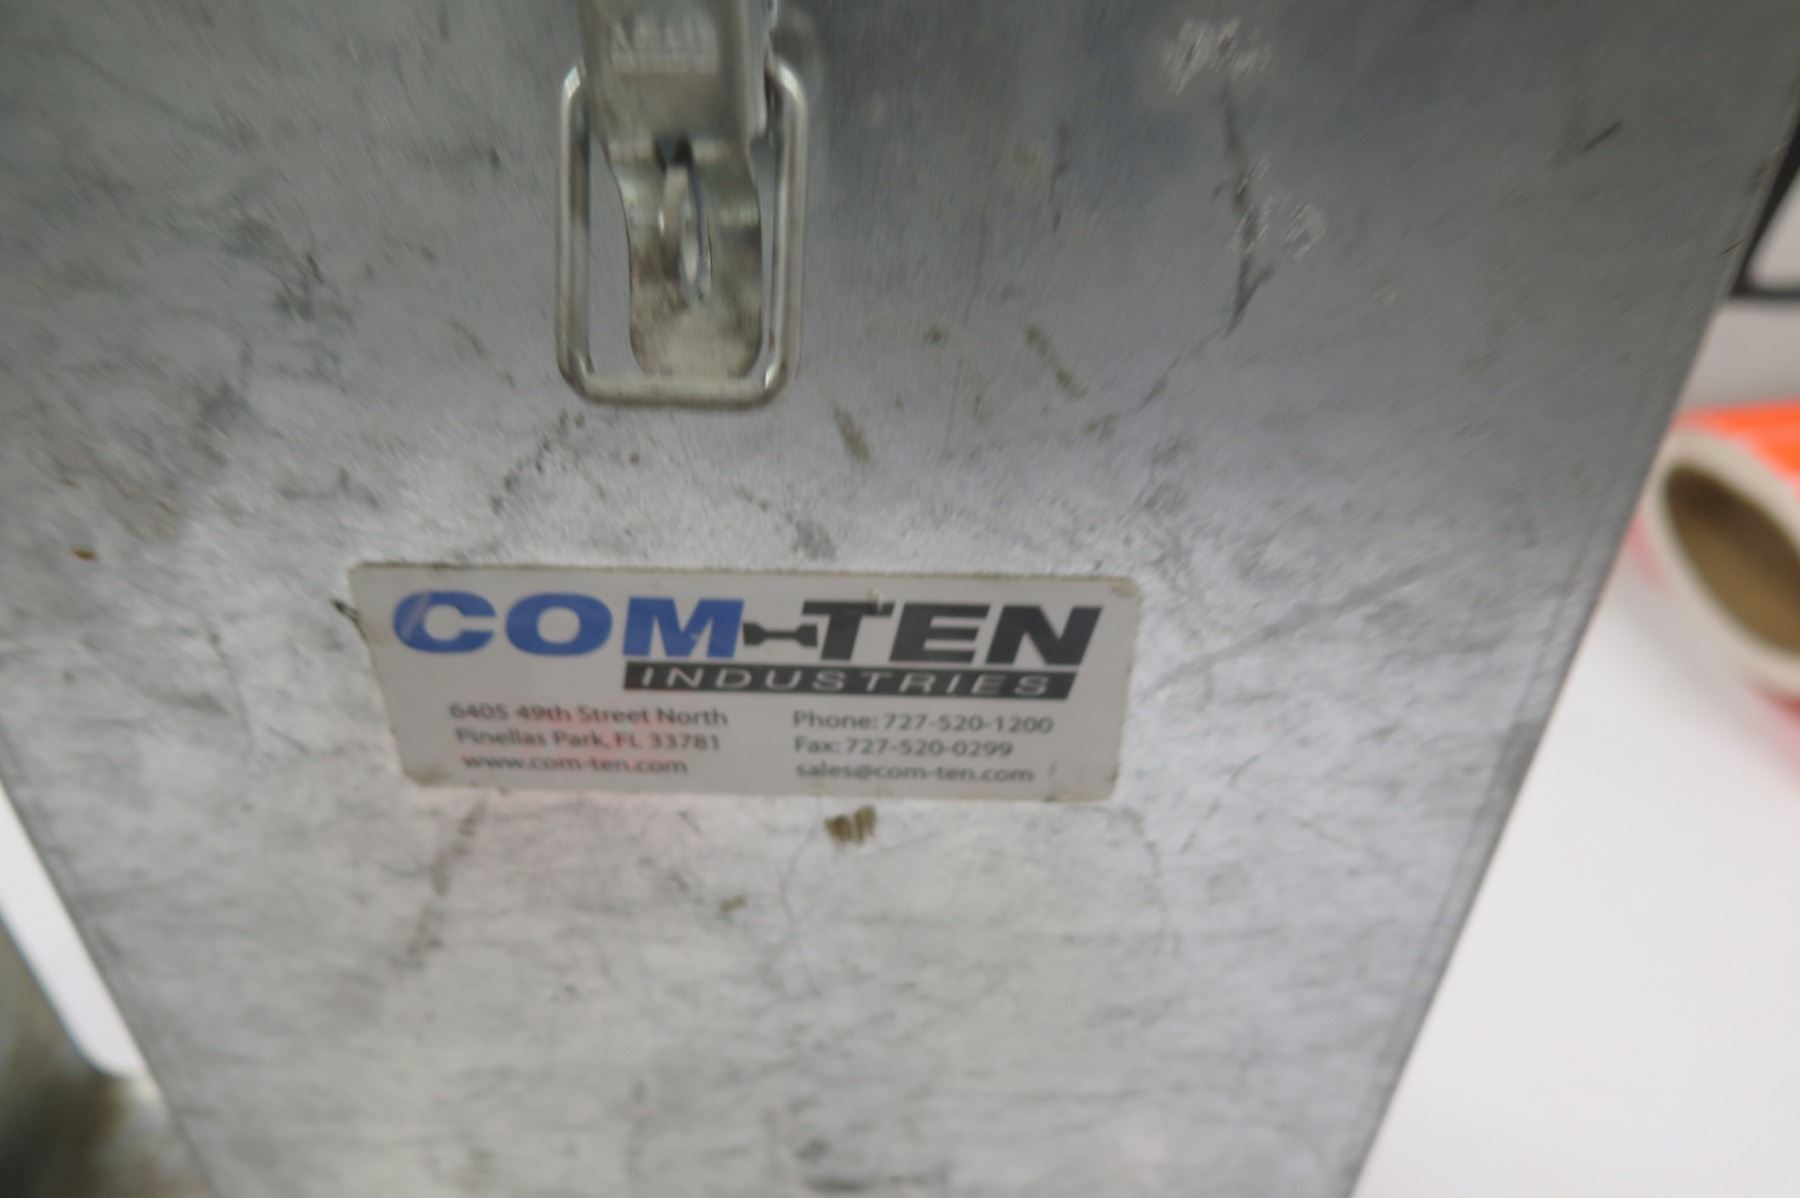 COM-TEN
INDUSTRIES
6405 49th Street North
Pinellas Park, FL 33781
www.com-ten.com
Phone: 727-520-1200
Fax: 727-520-0299
sales@com-ten.com